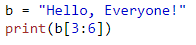 b = "Hello, Everyone!"
print(b[3:6])